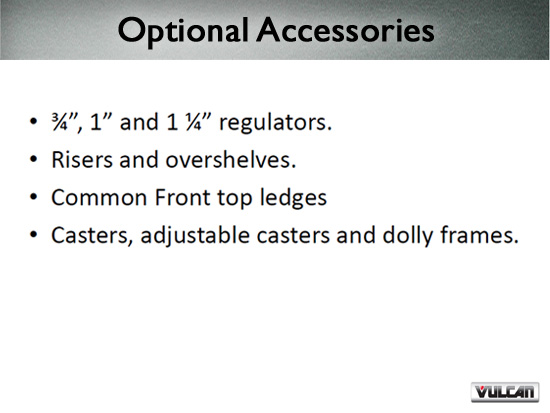 Optional Accessories
• ¾”, 1” and 1 ¼” regulators.
• Risers and overshelves.
• Common Front top ledges
• Casters, adjustable casters and dolly frames.
VULCAN